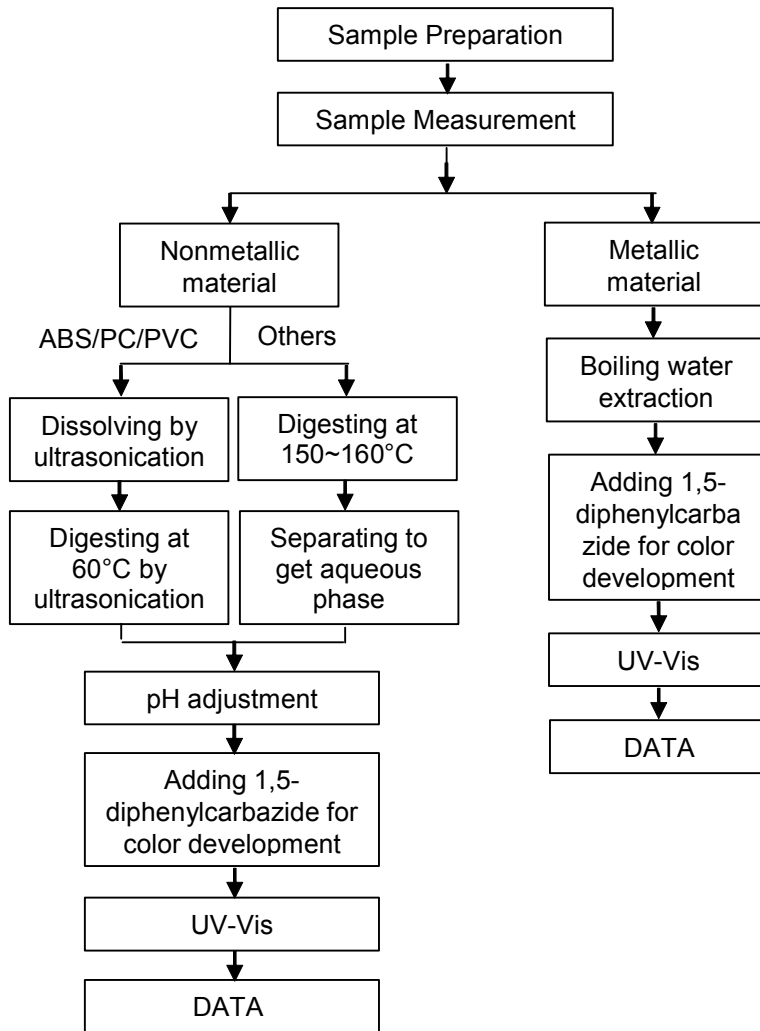 Sample Preparation
Sample Measurement
Nonmetallic
material
ABS/PC/PVC
Others
Dissolving by
ultrasonication
Digesting at
150~160°C
Digesting at
60°C by
ultrasonication
Separating to
get aqueous
phase
pH adjustment
Adding 1,5-
diphenylcarbazide for
color development
UV-Vis
DATA
Metallic
material
Boiling water
extraction
Adding 1,5-
diphenylcarba
zide for color
development
UV-Vis
DATA